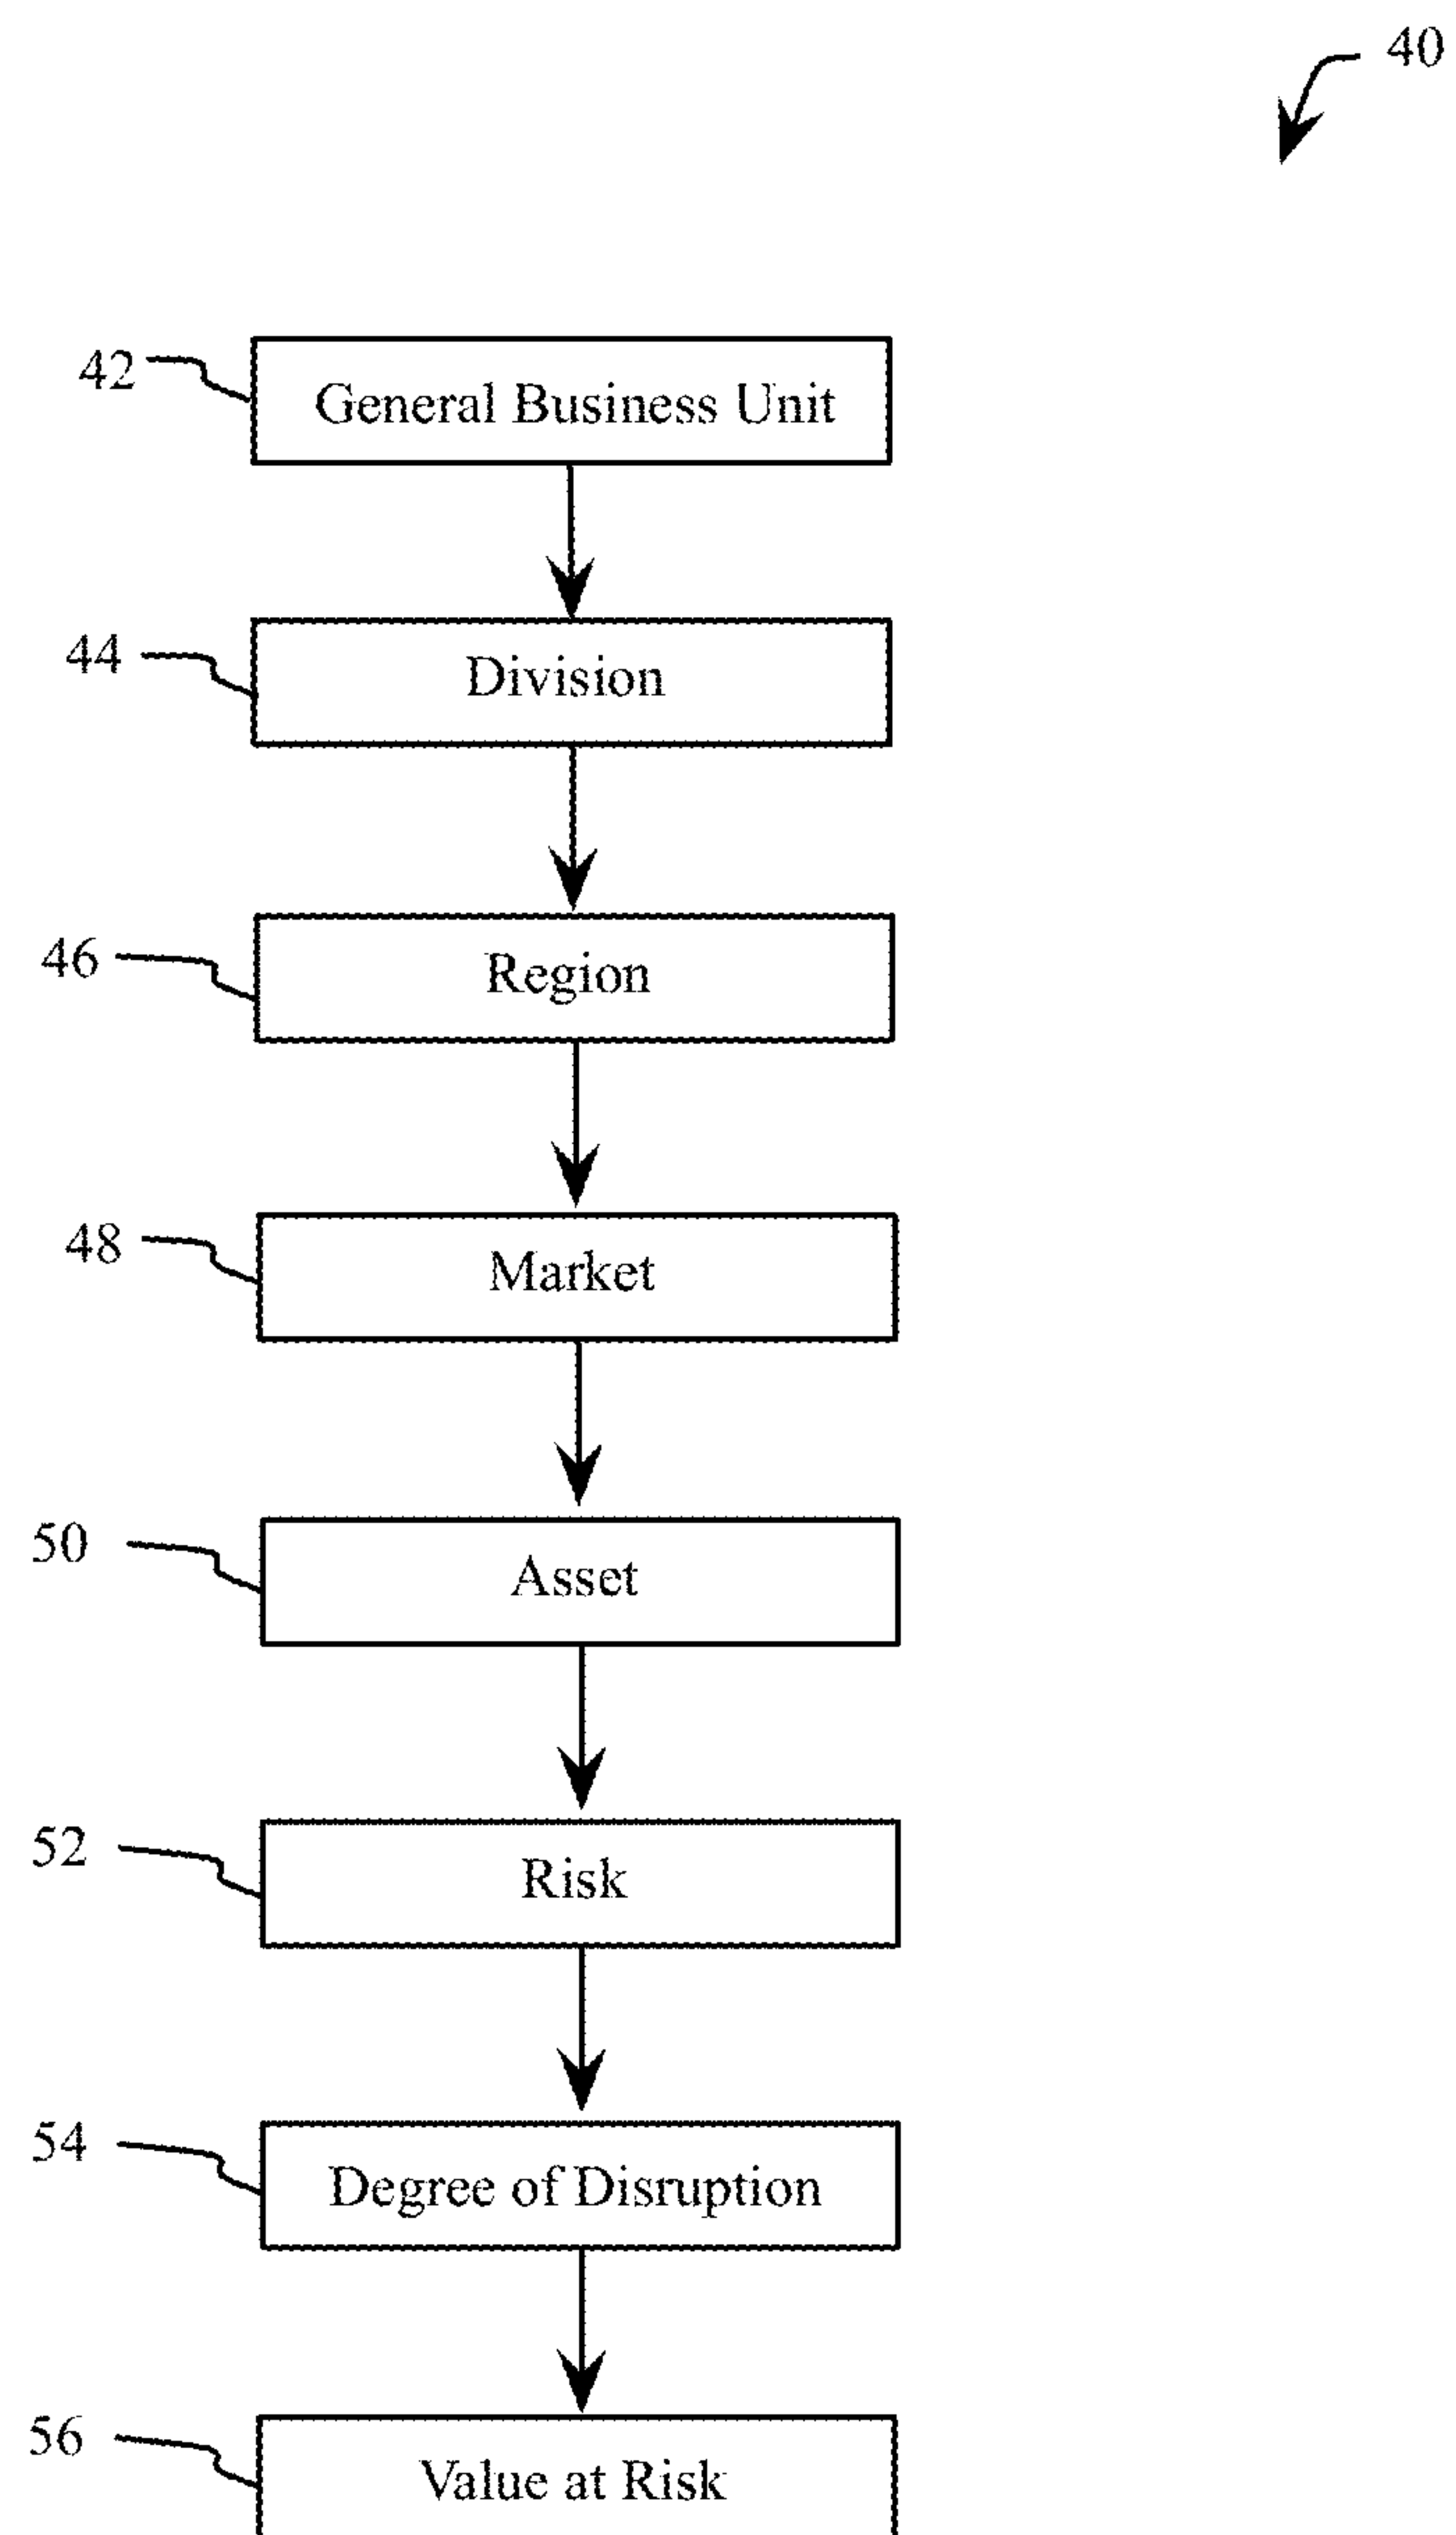 40
42
General Business Unit
44
Division
46
Region
48
Market
50
Asset
52
Risk
54
Degree of Disruption
56
Value at Risk